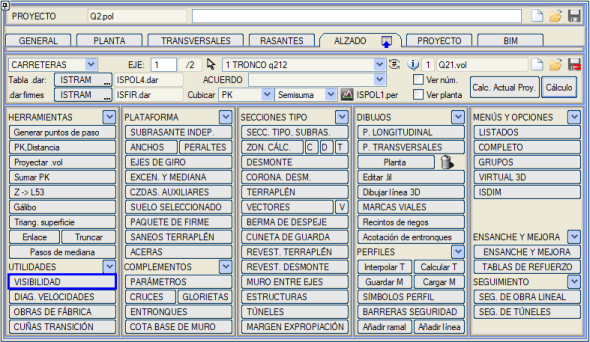 PROYECTO Q2.pol
GENERAL PLANTA TRANSVERSALES RASANTES ALZADO PROYECTO BIM
CARRETERAS EJE: 1 /2 1 TRONCO q212 1 Q21.vol
Tabla .dar: ISTRAM ... ISPOL4.dar ACUERDO Ver núm. Calc. Actual Proy. Cálculo
.dar firmes ISTRAM ... ISFIR.dar Cubicar PK Semisuma ISPOL1.per Ver planta
HERRAMIENTAS PLATAFORMA SECCIONES TIPO DIBUJOS MENÚS Y OPCIONES
Generar puntos de paso SUBRASANTE INDEP. SECC. TIPO. SUBRAS. P. LONGITUDINAL LISTADOS
PK,Distancia ANCHOS PERALTES ZON. CÁLC. C D T P. TRANSVERSALES COMPLETO
Proyectar .vol EJES DE GIRO DESMONTE Planta GRUPOS
Sumar PK EXCEN. Y MEDIANA CORONA. DESM. Editar .lil VIRTUAL 3D
Z -> L53 CZDAS. AUXILIARES TERRAPLÉN Dibujar línea 3D ISDIM
Gálibo SUELO SELECCIONADO VECTORES V MARCAS VIALES
Triang. superficie PAQUETE DE FIRME BERMA DE DESPEJE Recintos de riegos
Enlace Truncar SANEOS TERRAPLÉN CUNETA DE GUARDA Acotación de entronques ENSANCHE Y MEJORA
Pasos de mediana ACERAS REVEST. TERRAPLÉN PERFILES ENSANCHE Y MEJORA
UTILIDADES COMPLEMENTOS REVEST. DESMONTE Interpolar T Calcular T TABLAS DE REFUERZO
VISIBILIDAD PARÁMETROS MURO ENTRE EJES Guardar M Cargar M SEGUIMIENTO
DIAG. VELOCIDADES CRUCES GLORIETAS ESTRUCTURAS SÍMBOLOS PERFIL SEG. DE OBRA LINEAL
OBRAS DE FÁBRICA ENTRONQUES TÚNELES BARRERAS SEGURIDAD SEG. DE TÚNELES
CUÑAS TRANSICIÓN COTA BASE DE MURO MARGEN EXPROPIACIÓN Añadir ramal Añadir línea